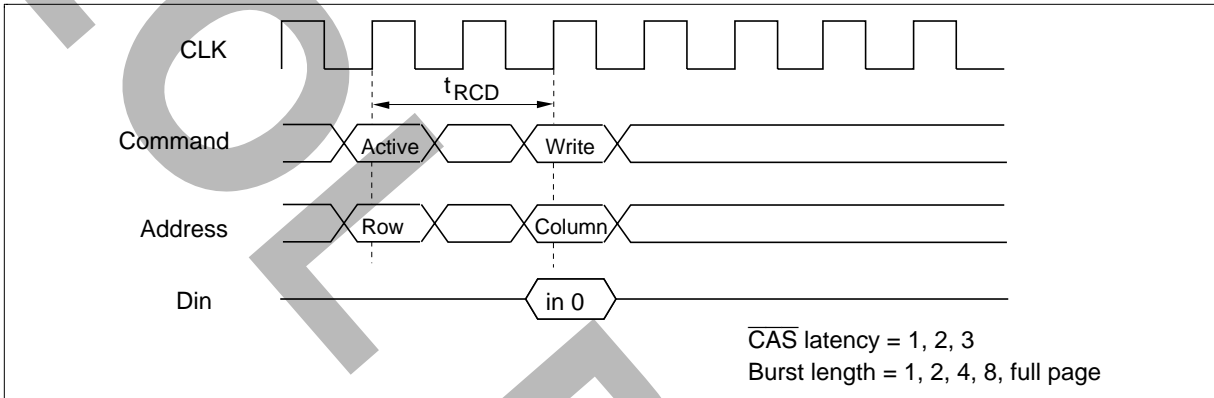 CLK
tRCD
Command
Active
Write
Address
Row
Column
Din
in 0
CAS latency = 1, 2, 3
Burst length = 1, 2, 4, 8, full page